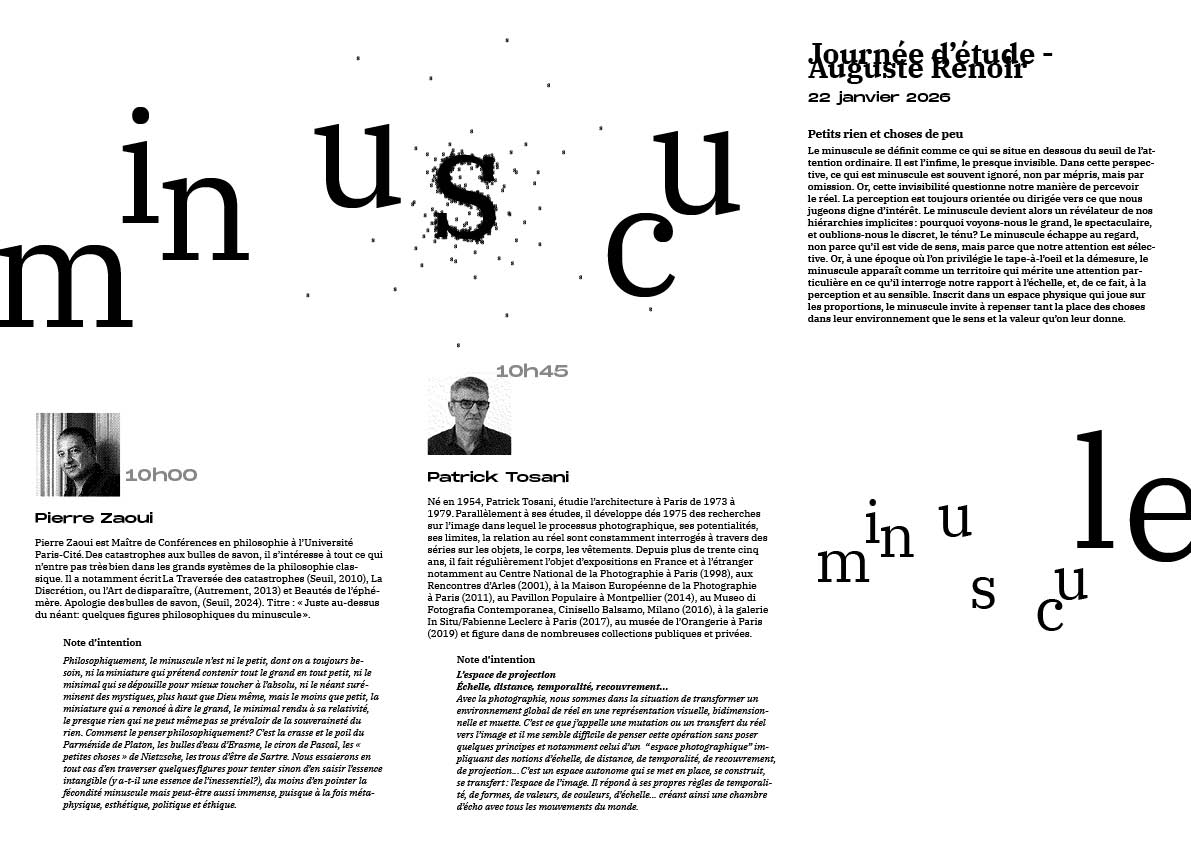 minuscule
Journée d'étude -
Auguste Renoir
22 janvier 2026
Petits rien et choses de peu
Le minuscule se définit comme ce qui se situe en dessous du seuil de l'at-
tention ordinaire. Il est l'infime, le presque invisible. Dans cette perspec-
tive, ce qui est minuscule est souvent ignoré, non par mépris, mais par
omission. Or, cette invisibilité questionne notre manière de percevoir
le réel. La perception est toujours orientée ou dirigée vers ce que nous
jugeons digne d'intérêt. Le minuscule devient alors un révélateur de nos
hiérarchies implicites : pourquoi voyons-nous le grand, le spectaculaire,
et oublions-nous le discret, le ténu? Le minuscule échappe au regard,
non parce qu'il est vide de sens, mais parce que notre attention est sélec-
tive. Or, à une époque où l'on privilégie le tape-à-l'oeil et la démesure, le
minuscule apparaît comme un territoire qui mérite une attention par-
ticulière en ce qu'il interroge notre rapport à l'échelle, et, de ce fait, à la
perception et au sensible. Inscrit dans un espace physique qui joue sur
les proportions, le minuscule invite à repenser tant la place des choses
dans leur environnement que le sens et la valeur qu'on leur donne.
10h00
Pierre Zaoui
Pierre Zaoui est Maître de Conférences en philosophie à l'Université
Paris-Cité. Des catastrophes aux bulles de savon, il s'intéresse à tout ce qui
n'entre pas très bien dans les grands systèmes de la philosophie clas-
sique. Il a notamment écrit La Traversée des catastrophes (Seuil, 2010), La
Discrétion, ou l'Art de disparaître, (Autrement, 2013) et Beautés de l'éphé-
mère. Apologie des bulles de savon, (Seuil, 2024). Titre : « Juste au-dessus
du néant: quelques figures philosophiques du minuscule ».
Note d'intention
Philosophiquement, le minuscule n'est ni le petit, dont on a toujours be-
soin, ni la miniature qui prétend contenir tout le grand en tout petit, ni le
minimal qui se dépouille pour mieux toucher à l'absolu, ni le néant suré-
minent des mystiques, plus haut que Dieu même, mais le moins que petit, la
miniature qui a renoncé à dire le grand, le minimal rendu à sa relativité,
le presque rien qui ne peut même pas se prévaloir de la souveraineté du
rien. Comment le penser philosophiquement? C'est la crasse et le poil du
Parménide de Platon, les bulles d'eau d'Erasme, le ciron de Pascal, les «
petites choses » de Nietzsche, les trous d'être de Sartre. Nous essaierons en
tout cas d'en traverser quelques figures pour tenter sinon d'en saisir l'essence
intangible (y a-t-il une essence de l'inessentiel?), du moins d'en pointer la
fécondité minuscule mais peut-être aussi immense, puisque à la fois méta-
physique, esthétique, politique et éthique.
10h45
Patrick Tosani
Né en 1954, Patrick Tosani, étudie l'architecture à Paris de 1973 à
1979. Parallèlement à ses études, il développe dés 1975 des recherches
sur l'image dans lequel le processus photographique, ses potentialités,
ses limites, la relation au réel sont constamment interrogés à travers des
séries sur les objets, le corps, les vêtements. Depuis plus de trente cinq
ans, il fait régulièrement l'objet d'expositions en France et à l'étranger
notamment au Centre National de la Photographie à Paris (1998), aux
Rencontres d'Arles (2001), à la Maison Européenne de la Photographie
à Paris (2011), au Pavillon Populaire à Montpellier (2014), au Museo di
Fotografia Contemporanea, Cinisello Balsamo, Milano (2016), à la galerie
In Situ/Fabienne Leclerc à Paris (2017), au musée de l'Orangerie à Paris
(2019) et figure dans de nombreuses collections publiques et privées.
Note d'intention
L'espace de projection
Échelle, distance, temporalité, recouvrement...
Avec la photographie, nous sommes dans la situation de transformer un
environnement global de réel en une représentation visuelle, bidimension-
nelle et muette. C'est ce que j'appelle une mutation ou un transfert du réel
vers l'image et il me semble difficile de penser cette opération sans poser
quelques principes et notamment celui d'un "espace photographique" im-
pliquant des notions d'échelle, de distance, de temporalité, de recouvrement,
de projection... C'est un espace autonome qui se met en place, se construit,
se transfert : l'espace de l'image. Il répond à ses propres règles de temporali-
té, de formes, de valeurs, de couleurs, d'échelle... créant ainsi une chambre
d'écho avec tous les mouvements du monde.
minuscu